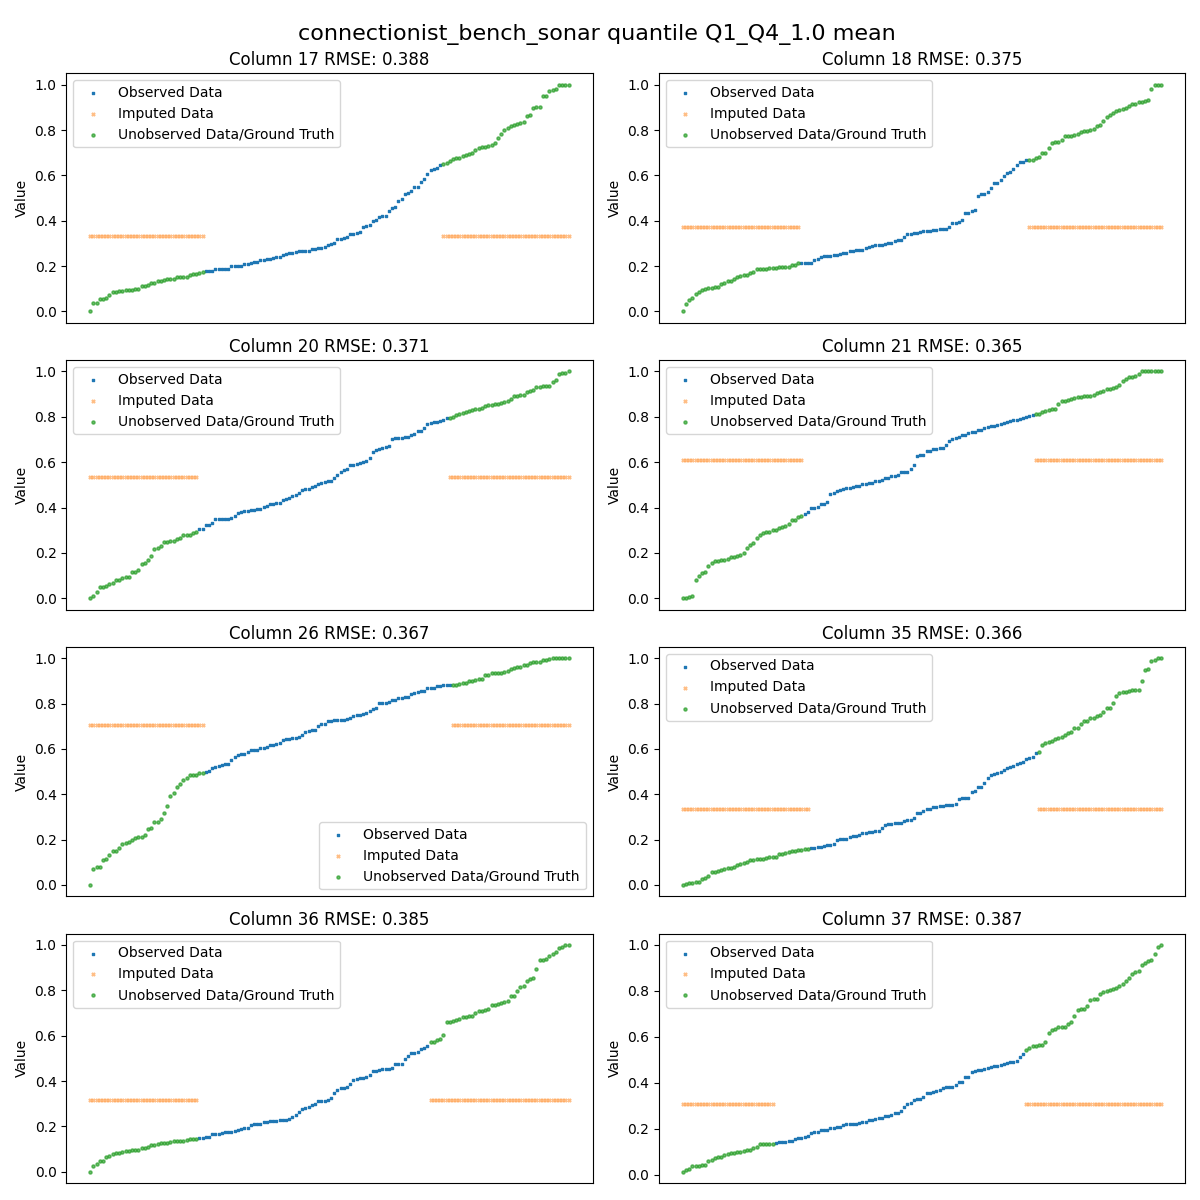 connectionist_bench_sonar quantile Q1_Q4_1.0 mean
Column 17 RMSE: 0.388
Value
1.0
0.8
0.6
0.4
0.2
0.0
Observed Data
Imputed Data
Unobserved Data/Ground Truth
Column 18 RMSE: 0.375
Value
1.0
0.8
0.6
0.4
0.2
0.0
Observed Data
Imputed Data
Unobserved Data/Ground Truth
Column 20 RMSE: 0.371
Value
1.0
0.8
0.6
0.4
0.2
0.0
Observed Data
Imputed Data
Unobserved Data/Ground Truth
Column 21 RMSE: 0.365
Value
1.0
0.8
0.6
0.4
0.2
0.0
Observed Data
Imputed Data
Unobserved Data/Ground Truth
Column 26 RMSE: 0.367
Value
1.0
0.8
0.6
0.4
0.2
0.0
Observed Data
Imputed Data
Unobserved Data/Ground Truth
Column 35 RMSE: 0.366
Value
1.0
0.8
0.6
0.4
0.2
0.0
Observed Data
Imputed Data
Unobserved Data/Ground Truth
Column 36 RMSE: 0.385
Value
1.0
0.8
0.6
0.4
0.2
0.0
Observed Data
Imputed Data
Unobserved Data/Ground Truth
Column 37 RMSE: 0.387
Value
1.0
0.8
0.6
0.4
0.2
0.0
Observed Data
Imputed Data
Unobserved Data/Ground Truth